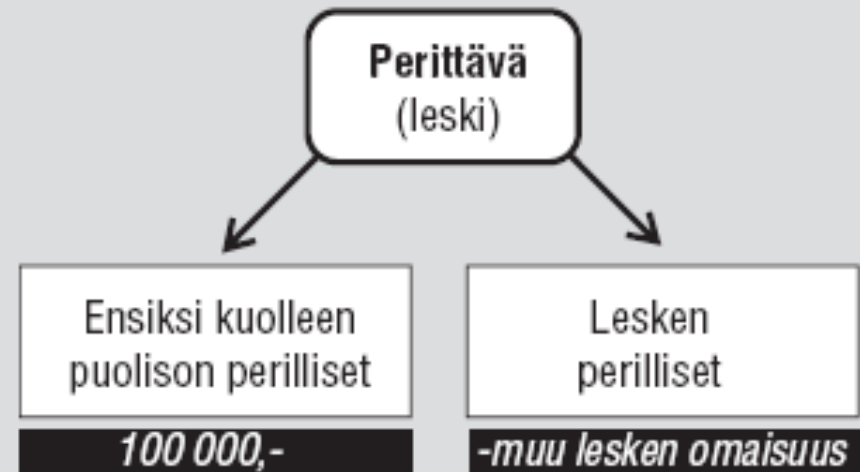 Perittävä
(leski)
Ensiksi kuolleen
puolison perilliset
100 000,-
Lesken
perilliset
-muu lesken omaisuus